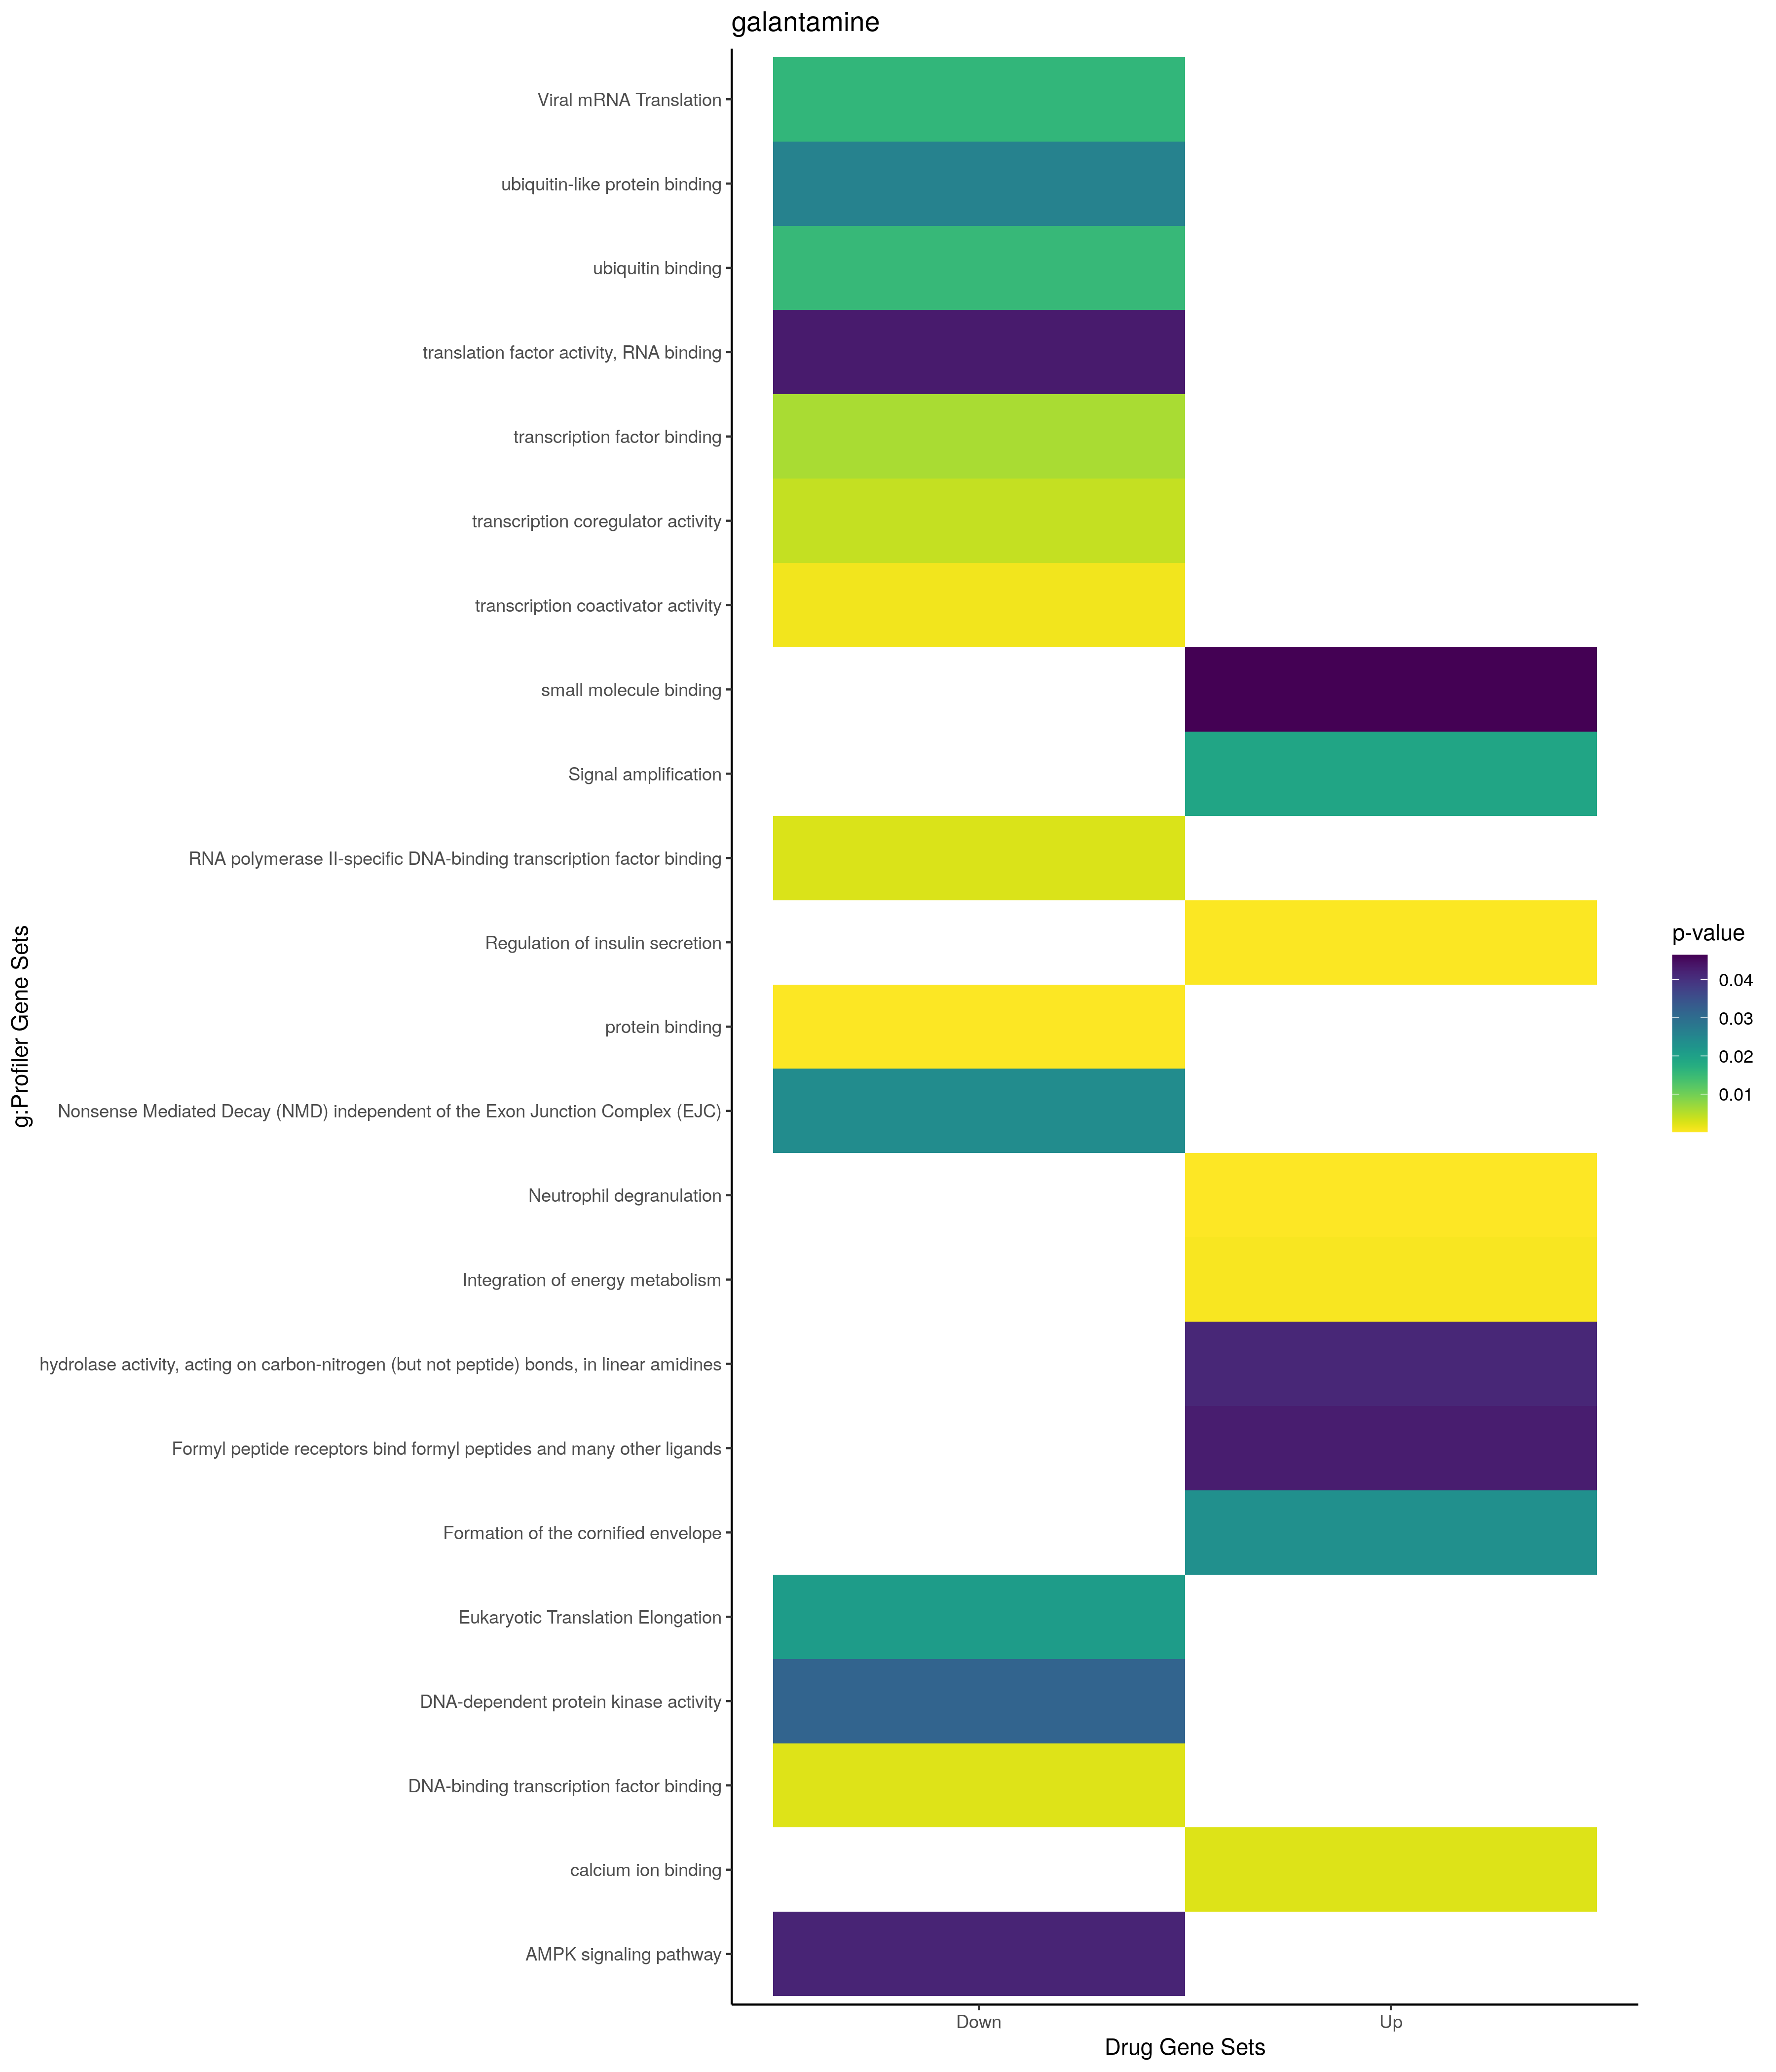 galantamine
g:Profiler Gene Sets
Viral mRNA Translation
ubiquitin-like protein binding
ubiquitin binding
translation factor activity, RNA binding
transcription factor binding
transcription coregulator activity
transcription coactivator activity
small molecule binding
Signal amplification
RNA polymerase II-specific DNA-binding transcription factor binding
Regulation of insulin secretion
protein binding
Nonsense Mediated Decay (NMD) independent of the Exon Junction Complex (EJC)
Neutrophil degranulation
Integration of energy metabolism
hydrolase activity, acting on carbon-nitrogen (but not peptide) bonds, in linear amidines
Formyl peptide receptors bind formyl peptides and many other ligands
Formation of the cornified envelope
Eukaryotic Translation Elongation
DNA-dependent protein kinase activity
DNA-binding transcription factor binding
calcium ion binding
AMPK signaling pathway
Down
Up
Drug Gene Sets
p-value
0.04
0.03
0.02
0.01